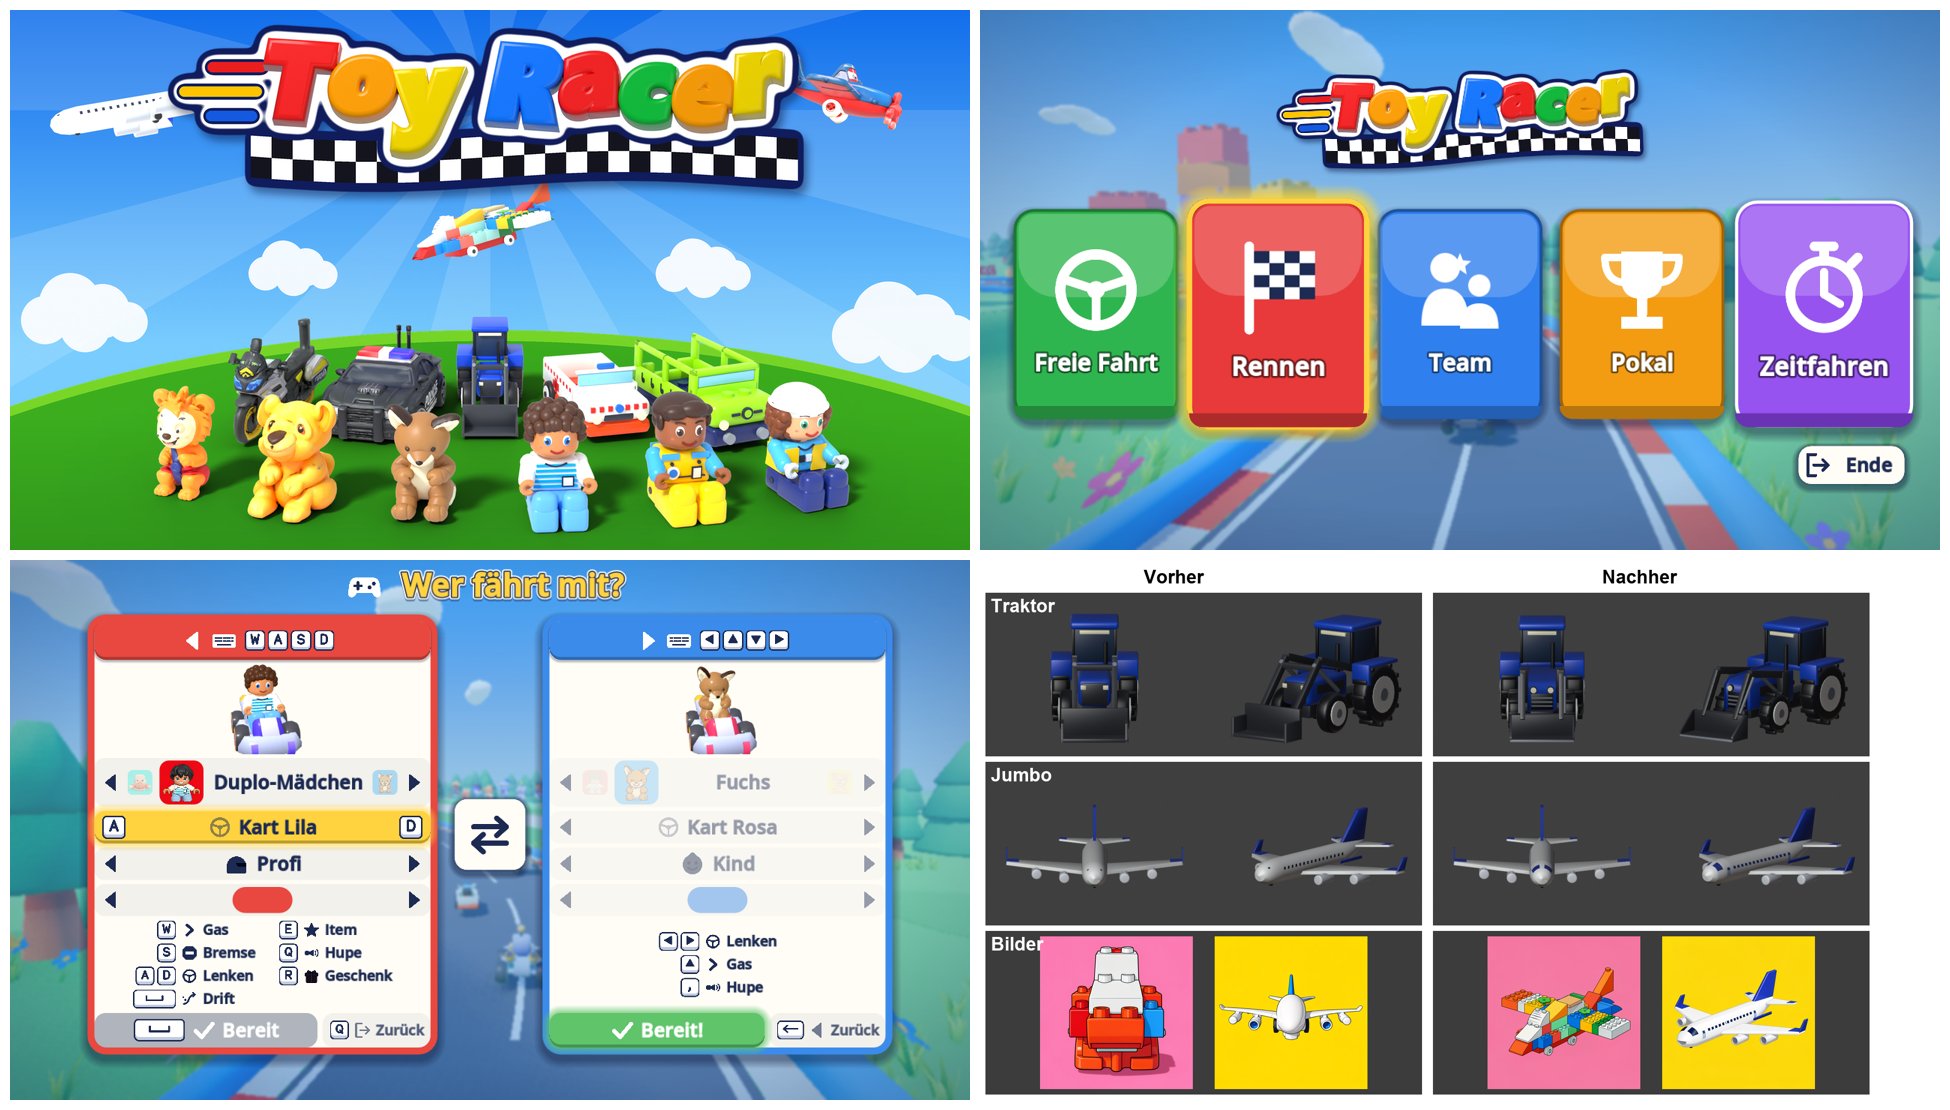 Toy Racer
Toy Racer
Freie Fahrt
Rennen
Team
Pokal
Zeitfahren
Ende
Wer fährt mit?
W A S D
Duplo-Mädchen
A Kart Lila D
Profi
W Gas E Item
S Bremse Q Hupe
A D Lenken R Geschenk
Drift
Bereit Q Zurück
Fuchs
Kart Rosa
Kind
Lenken
Gas
, Hupe
Bereit! Zurück
Vorher Nachher
Traktor
Jumbo
Bilder